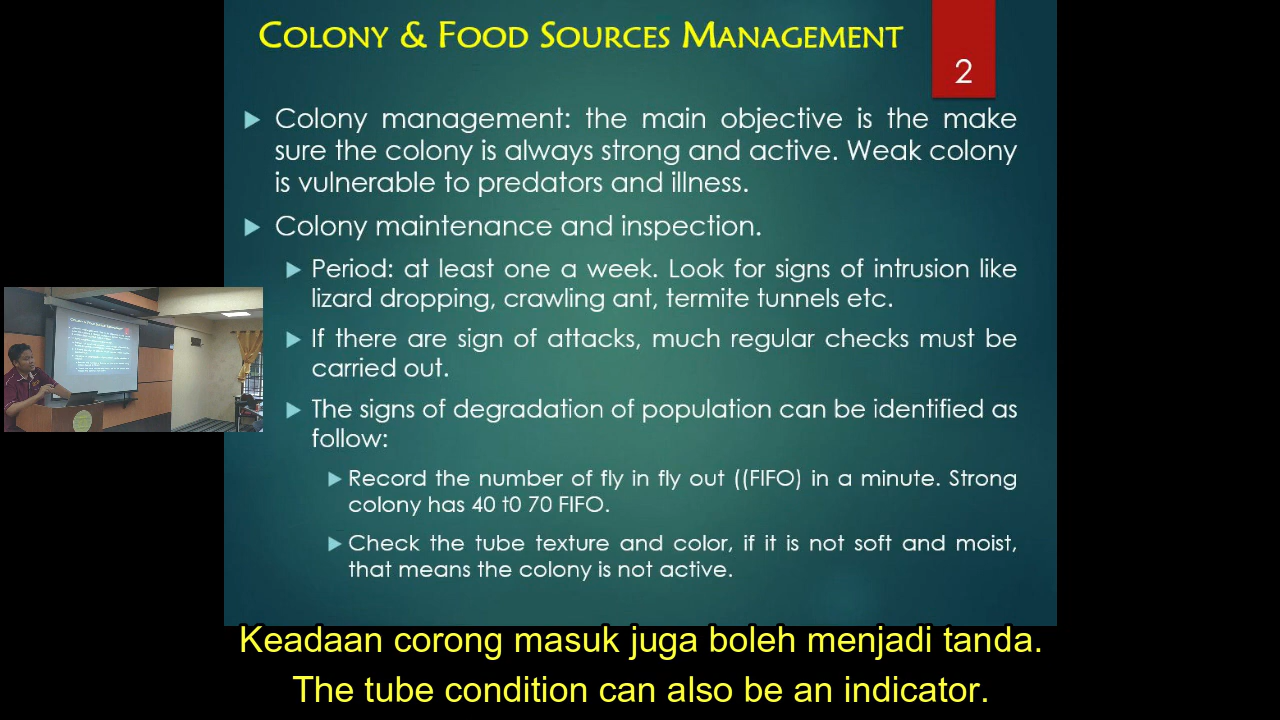 COLONY & FOOD SOURCES MANAGEMENT
2
Colony management: the main objective is the make
sure the colony is always strong and active. Weak colony
is vulnerable to predators and illness.
Colony maintenance and inspection.
Period: at least one a week. Look for signs of intrusion like
lizard dropping, crawling ant, termite tunnels etc.
If there are sign of attacks, much regular checks must be
carried out.
The signs of degradation of population can be identified as
follow:
Record the number of fly in fly out ((FIFO) in a minute. Strong
colony has 40 t0 70 FIFO.
Check the tube texture and color, if it is not soft and moist,
that means the colony is not active.
Keadaan corong masuk juga boleh menjadi tanda.
The tube condition can also be an indicator.